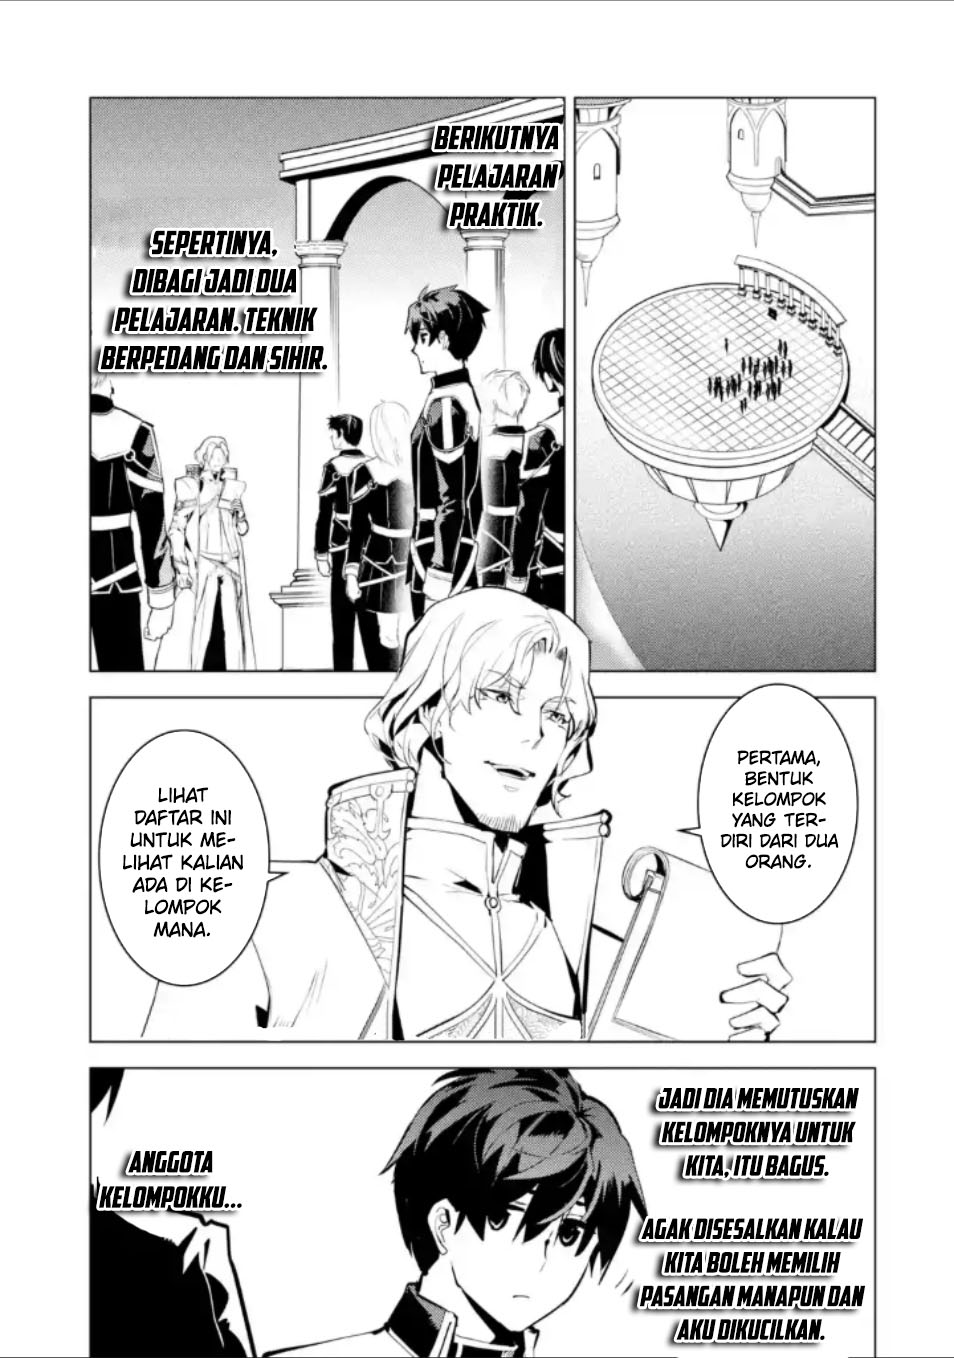 BERIKUTNYA
PELAJARAN
PRAKTIK.
SEPERTINYA,
DIBAGI JADI DUA
PELAJARAN. TEKNIK
BERPEDANG DAN SIHIR.
PERTAMA,
BENTUK
KELOMPOK
YANG TER-
DIRI DARI DUA
ORANG.
LIHAT
DAFTAR INI
UNTUK ME-
LIHAT KALIAN
ADA DI KE-
LOMPOK
MANA.
JADI DIA MEMUTUSKAN
KELOMPOKNYA UNTUK
KITA, ITU BAGUS.
AGAK DISESALKAN KALAU
KITA BOLEH MEMILIH
PASANGAN MANAPUN DAN
AKU DIKUCILKAN.
ANGGOTA
KELOMPOKKU...